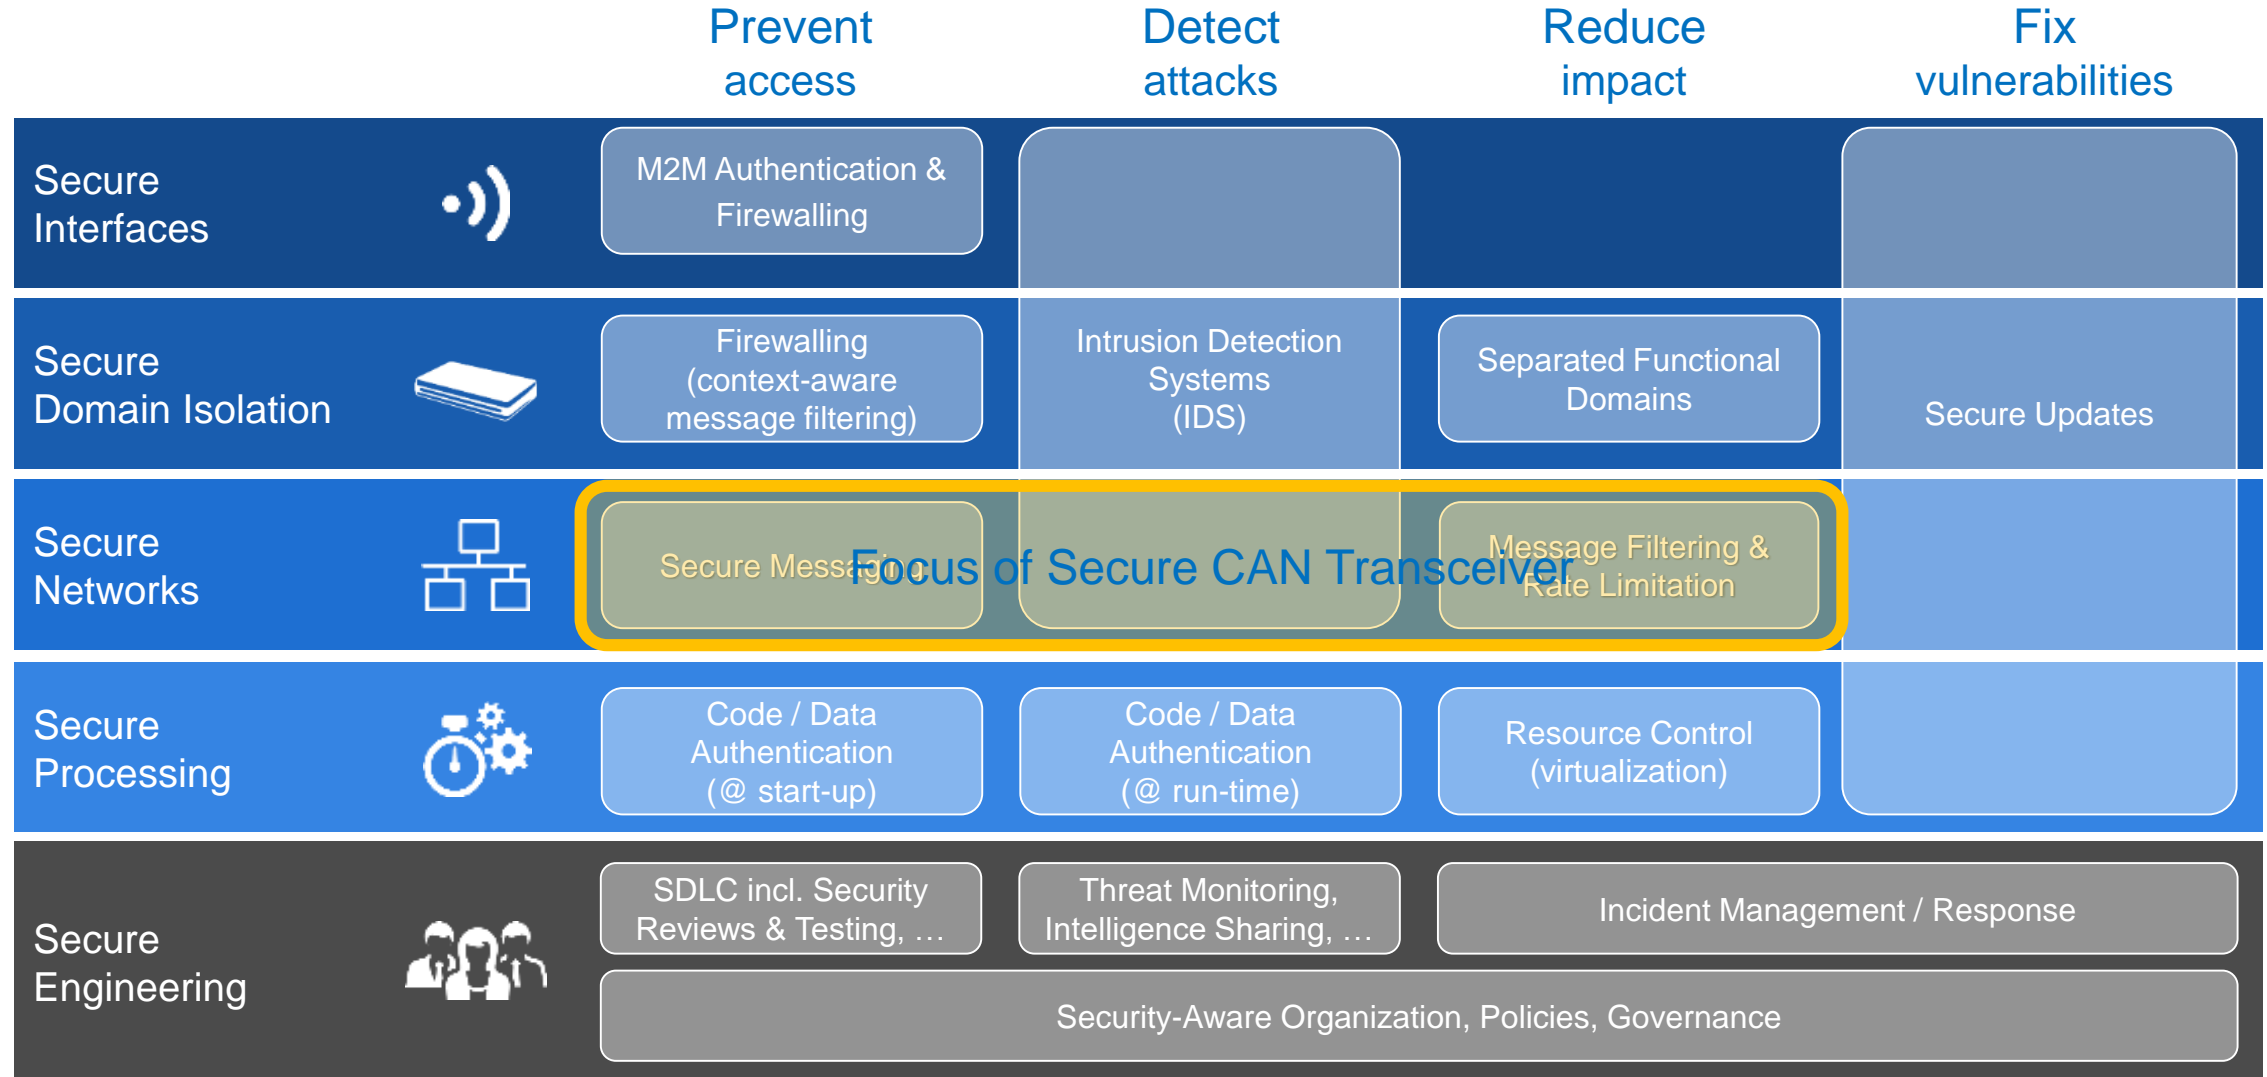 Prevent
access
Detect
attacks
Reduce
impact
Fix
vulnerabilities
Secure
Interfaces
M2M Authentication &
Firewalling
Secure
Domain Isolation
Firewalling
(context-aware
message filtering)
Intrusion Detection
Systems
(IDS)
Separated Functional
Domains
Secure Updates
Secure
Networks
Secure Messaging
Focus of Secure CAN Transceiver
Message Filtering &
Rate Limitation
Secure
Processing
Code / Data
Authentication
(@ start-up)
Code / Data
Authentication
(@ run-time)
Resource Control
(virtualization)
Secure
Engineering
SDLC incl. Security
Reviews & Testing, …
Threat Monitoring,
Intelligence Sharing, …
Incident Management / Response
Security-Aware Organization, Policies, Governance